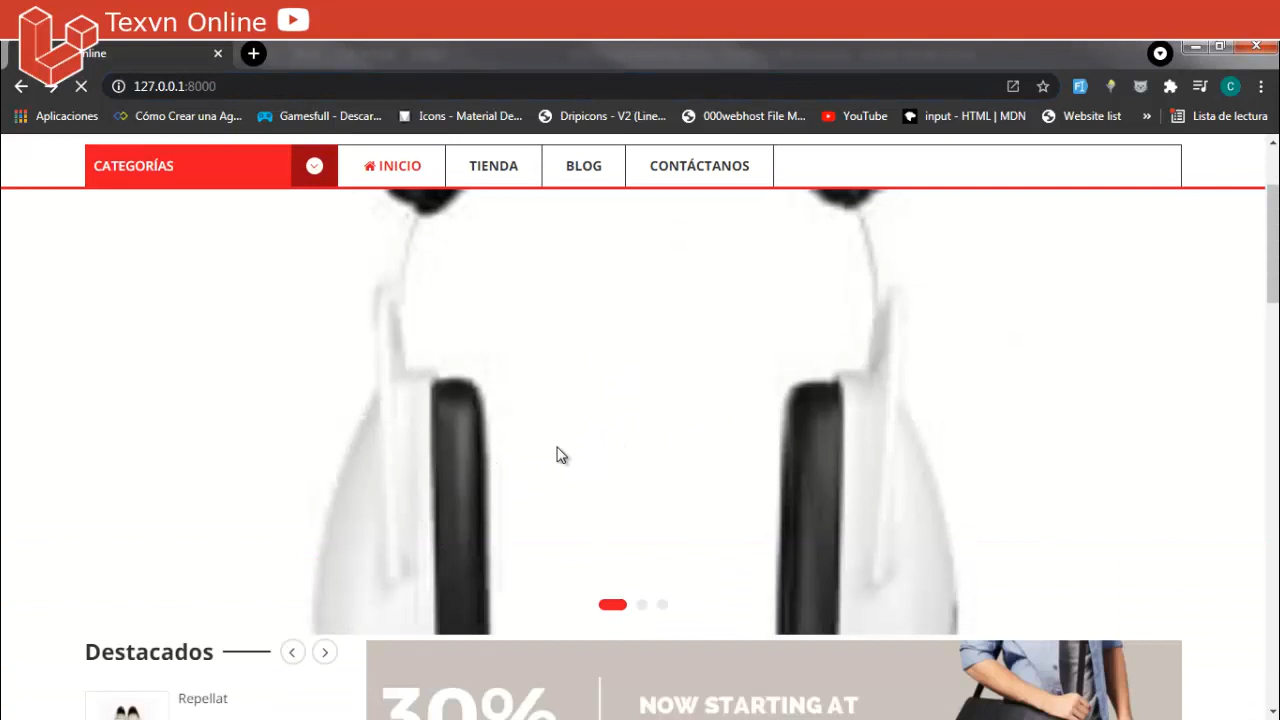 Texvn Online
nline
127.0.0.1:8000
Aplicaciones Cómo Crear una Ag... Gamesfull - Descar... Icons - Material De... Dripicons - V2 (Line... 000webhost File M... YouTube input - HTML | MDN Website list » Lista de lectura
CATEGORÍAS INICIO TIENDA BLOG CONTÁCTANOS
Destacados
Repellat
30%
NOW STARTING AT